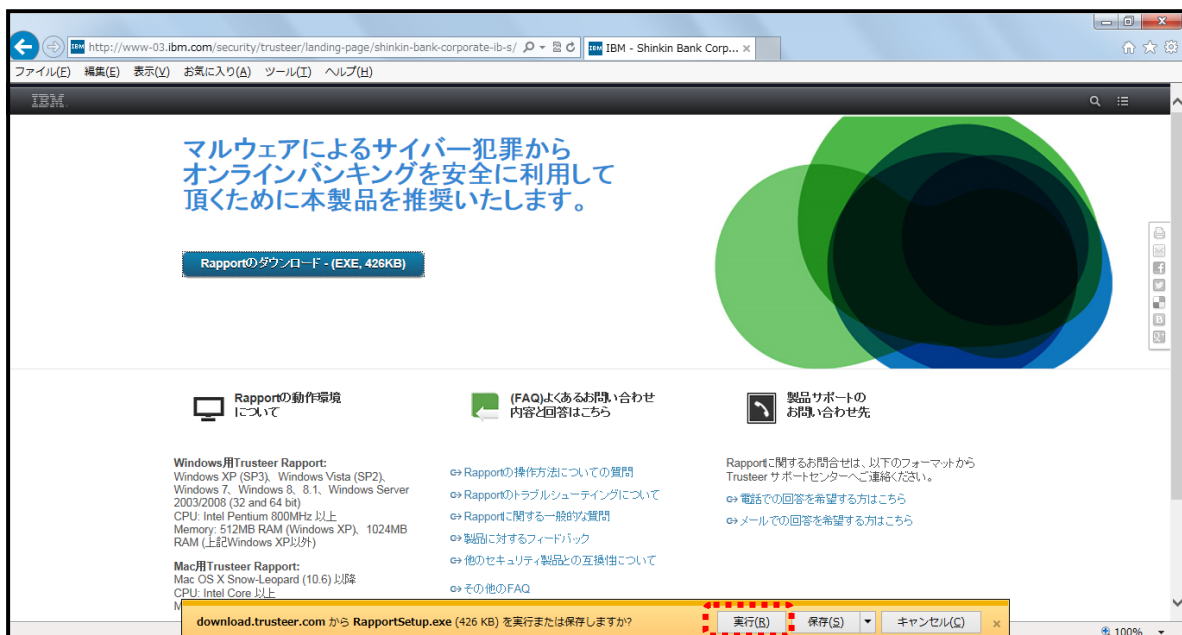 http://www-03.ibm.com/security/trusteer/landing-page/shinkin-bank-corporate-ib-s/
IBM - Shinkin Bank Corp...
ファイル(F) 編集(E) 表示(V) お気に入り(A) ツール(T) ヘルプ(H)
IBM
マルウェアによるサイバー犯罪から
オンラインバンキングを安全に利用して
頂くために本製品を推奨いたします。
Rapportのダウンロード - (EXE, 426KB)
Rapportの動作環境
について
(FAQ)よくあるお問い合わせ
内容と回答はこちら
製品サポートの
お問い合わせ先
Windows用Trusteer Rapport:
Windows XP (SP3)、Windows Vista (SP2)、
Windows 7、Windows 8、8.1、Windows Server
2003/2008 (32 and 64 bit)
CPU: Intel Pentium 800MHz 以上
Memory: 512MB RAM (Windows XP)、1024MB
RAM (上記Windows XP以外)
Mac用Trusteer Rapport:
Mac OS X Snow-Leopard (10.6) 以降
CPU: Intel Core 以上
Rapportの操作方法についての質問
Rapportのトラブルシューティングについて
Rapportに関する一般的な質問
製品に対するフィードバック
他のセキュリティ製品との互換性について
その他のFAQ
Rapportに関するお問合せは、以下のフォーマットから
Trusteer サポートセンターへご連絡ください。
電話での回答を希望する方はこちら
メールでの回答を希望する方はこちら
download.trusteer.com から RapportSetup.exe (426 KB) を実行または保存しますか?
実行(R) 保存(S) キャンセル(C)
100%